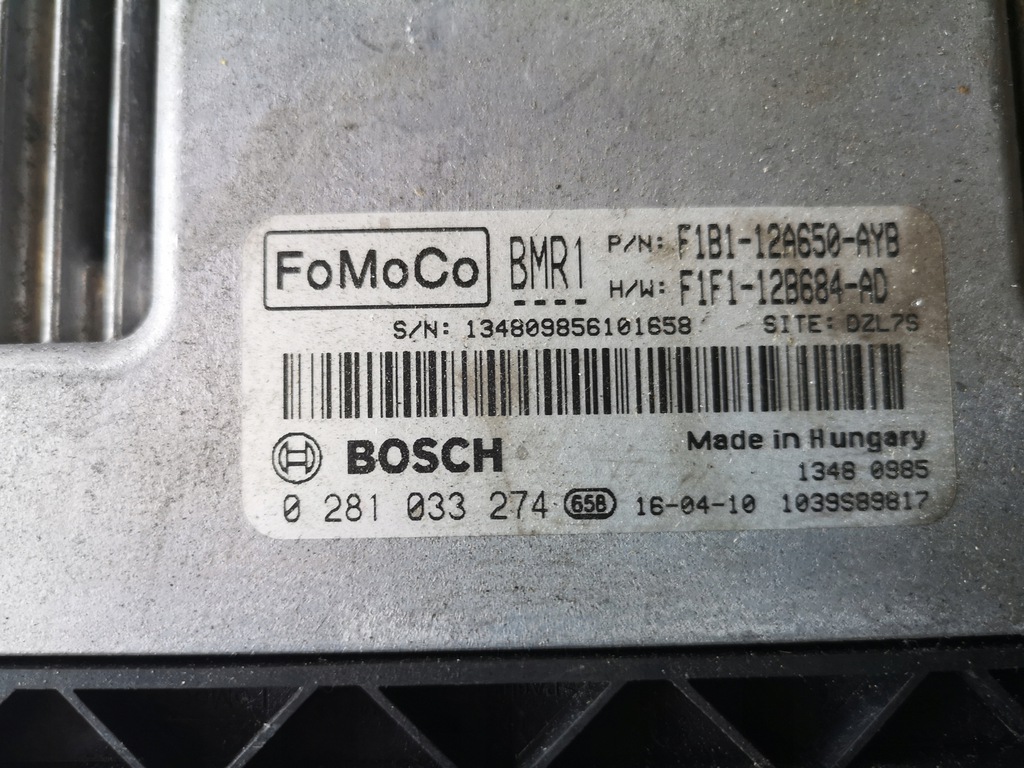 FoMoCo BMR1 P/N: F1B1-12A650-AYB
H/W: F1F1-12B684-AD
S/N: 134809856101658 SITE: DZL7S
BOSCH Made in Hungary
1348 0985
0 281 033 274 65B 16-04-10 1039S89817